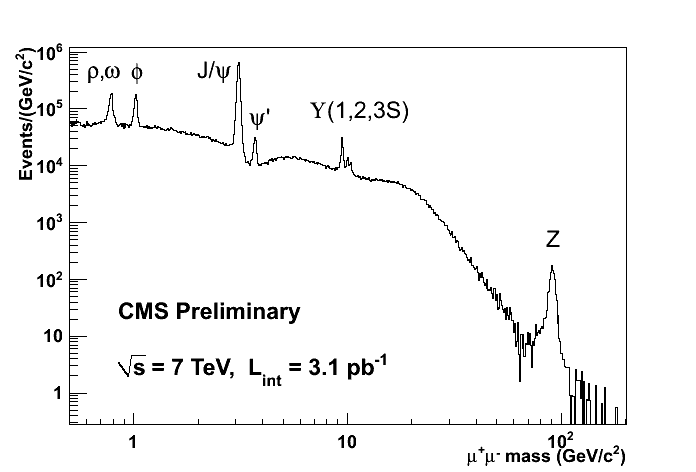 Events/(GeV/c²)
10⁶
10⁵
10⁴
10³
10²
10
1
ρ,ω ϕ J/ψ ψ' Υ(1,2,3S) Z
CMS Preliminary
√s = 7 TeV, L_int = 3.1 pb⁻¹
1 10 10²
μ⁺μ⁻ mass (GeV/c²)